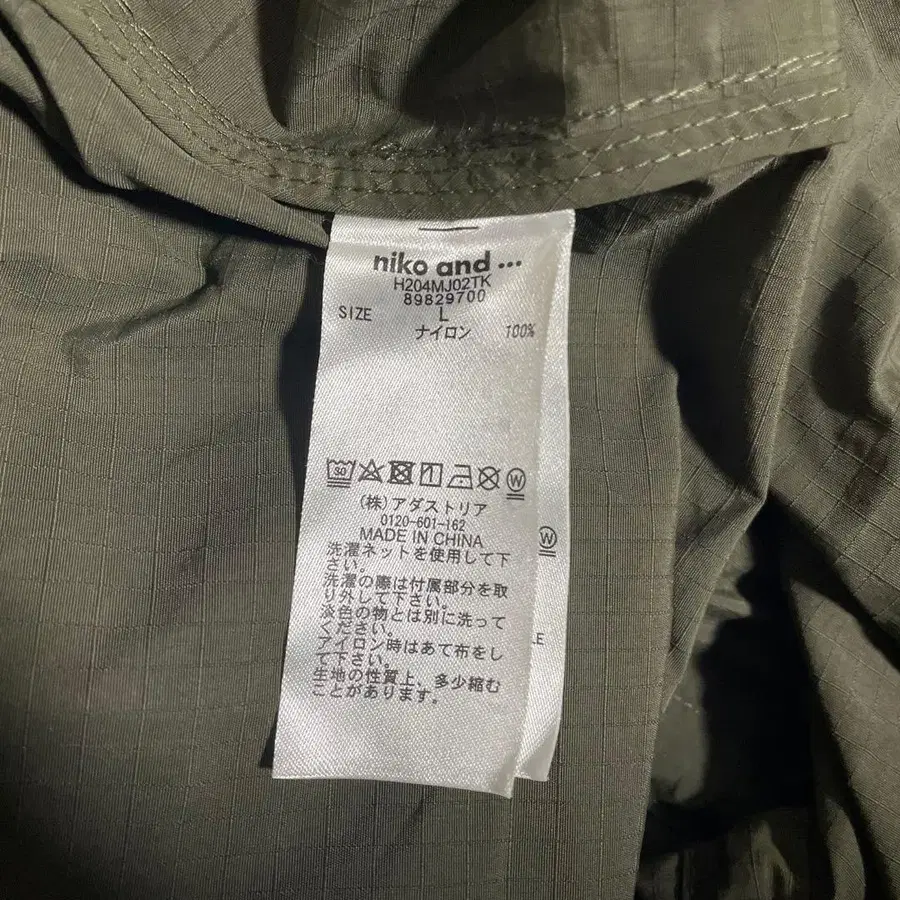 niko and ...
H204MJ02TK
89829700
SIZE L
ナイロン 100%
30
(株)アダストリア
0120-601-162
MADE IN CHINA
洗濯ネットを使用して下
さい。
洗濯の際は付属部分を取
り外して下さい。
淡色の物とは別に洗って
ください。
アイロン時はあて布をし
て下さい。
生地の性質上、多少縮む
ことがあります。
W
W
LE